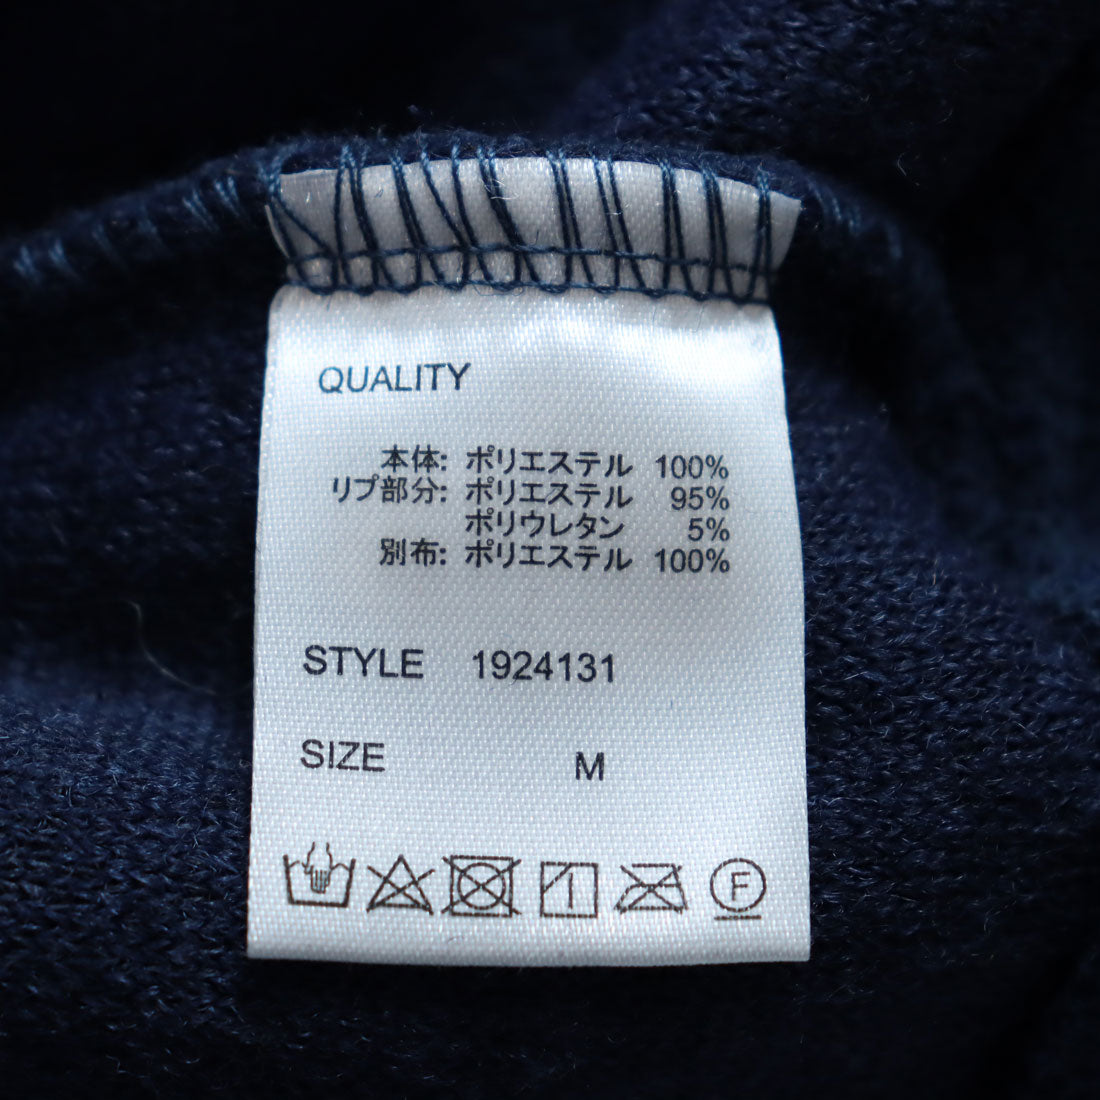 QUALITY
本体: ポリエステル 100%
リブ部分: ポリエステル 95%
ポリウレタン 5%
別布: ポリエステル 100%
STYLE 1924131
SIZE M
F